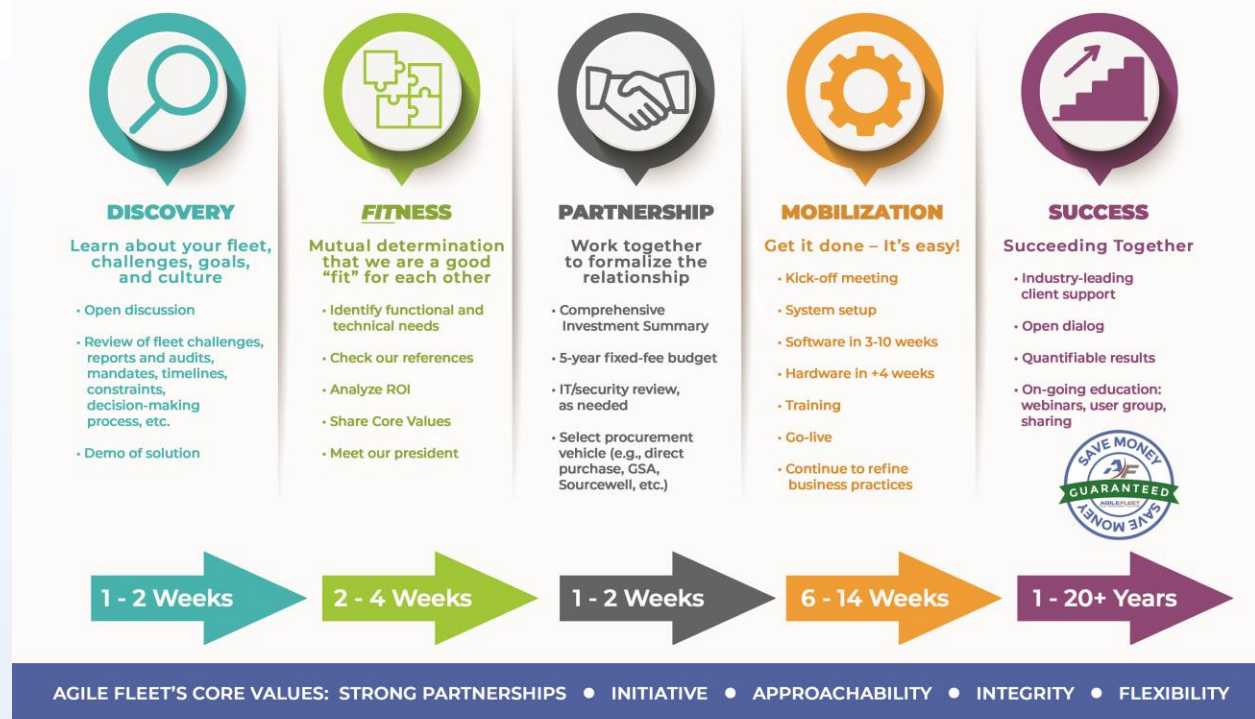 DISCOVERY
Learn about your fleet,
challenges, goals,
and culture
• Open discussion
• Review of fleet challenges,
reports and audits,
mandates, timelines,
constraints,
decision-making
process, etc.
• Demo of solution
1 - 2 Weeks
FITNESS
Mutual determination
that we are a good
“fit” for each other
• Identify functional and
technical needs
• Check our references
• Analyze ROI
• Share Core Values
• Meet our president
2 - 4 Weeks
PARTNERSHIP
Work together
to formalize the
relationship
• Comprehensive
Investment Summary
• 5-year fixed-fee budget
• IT/security review,
as needed
• Select procurement
vehicle (e.g., direct
purchase, GSA,
Sourcewell, etc.)
1 - 2 Weeks
MOBILIZATION
Get it done – It’s easy!
• Kick-off meeting
• System setup
• Software in 3-10 weeks
• Hardware in +4 weeks
• Training
• Go-live
• Continue to refine
business practices
6 - 14 Weeks
SUCCESS
Succeeding Together
• Industry-leading
client support
• Open dialog
• Quantifiable results
• On-going education:
webinars, user group,
sharing
SAVE MONEY
AF
GUARANTEED
AGILEFLEET
SAVE MONEY
1 - 20+ Years
AGILE FLEET’S CORE VALUES: STRONG PARTNERSHIPS • INITIATIVE • APPROACHABILITY • INTEGRITY • FLEXIBILITY